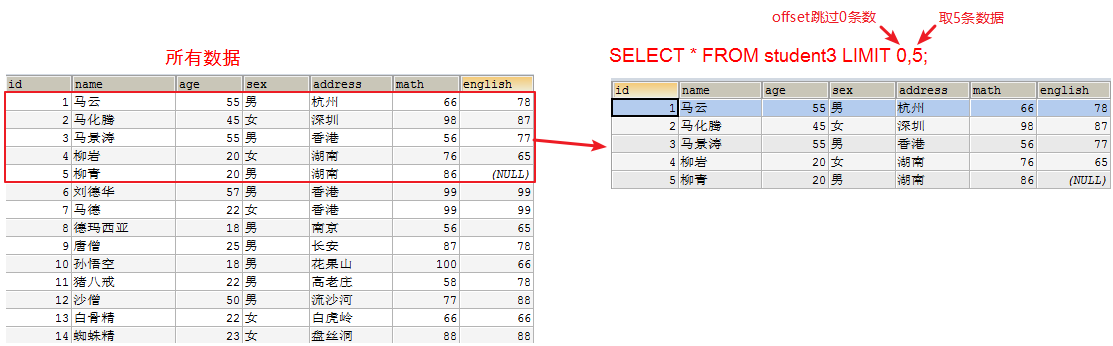 offset跳过0条数 取5条数据
所有数据
SELECT * FROM student3 LIMIT 0,5;
id name age sex address math english
1 马云 55 男 杭州 66 78
2 马化腾 45 女 深圳 98 87
3 马景涛 55 男 香港 56 77
4 柳岩 20 女 湖南 76 65
5 柳青 20 男 湖南 86 (NULL)
6 刘德华 57 男 香港 99 99
7 马德 22 女 香港 99 99
8 德玛西亚 18 男 南京 56 65
9 唐僧 25 男 长安 87 78
10 孙悟空 18 男 花果山 100 66
11 猪八戒 22 男 高老庄 58 78
12 沙僧 50 男 流沙河 77 88
13 白骨精 22 女 白虎岭 66 66
14 蜘蛛精 23 女 盘丝洞 88 88
id name age sex address math english
1 马云 55 男 杭州 66 78
2 马化腾 45 女 深圳 98 87
3 马景涛 55 男 香港 56 77
4 柳岩 20 女 湖南 76 65
5 柳青 20 男 湖南 86 (NULL)